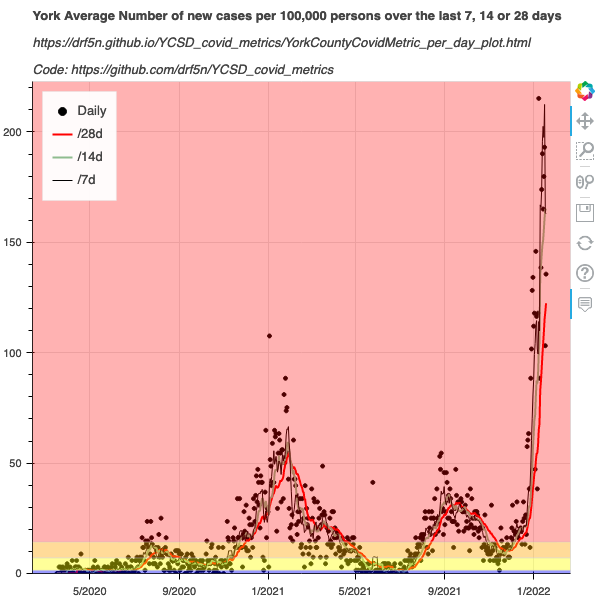 York Average Number of new cases per 100,000 persons over the last 7, 14 or 28 days
https://drf5n.github.io/YCSD_covid_metrics/YorkCountyCovidMetric_per_day_plot.html
Code: https://github.com/drf5n/YCSD_covid_metrics
Daily
/28d
/14d
/7d
200
150
100
50
0
5/2020 9/2020 1/2021 5/2021 9/2021 1/2022